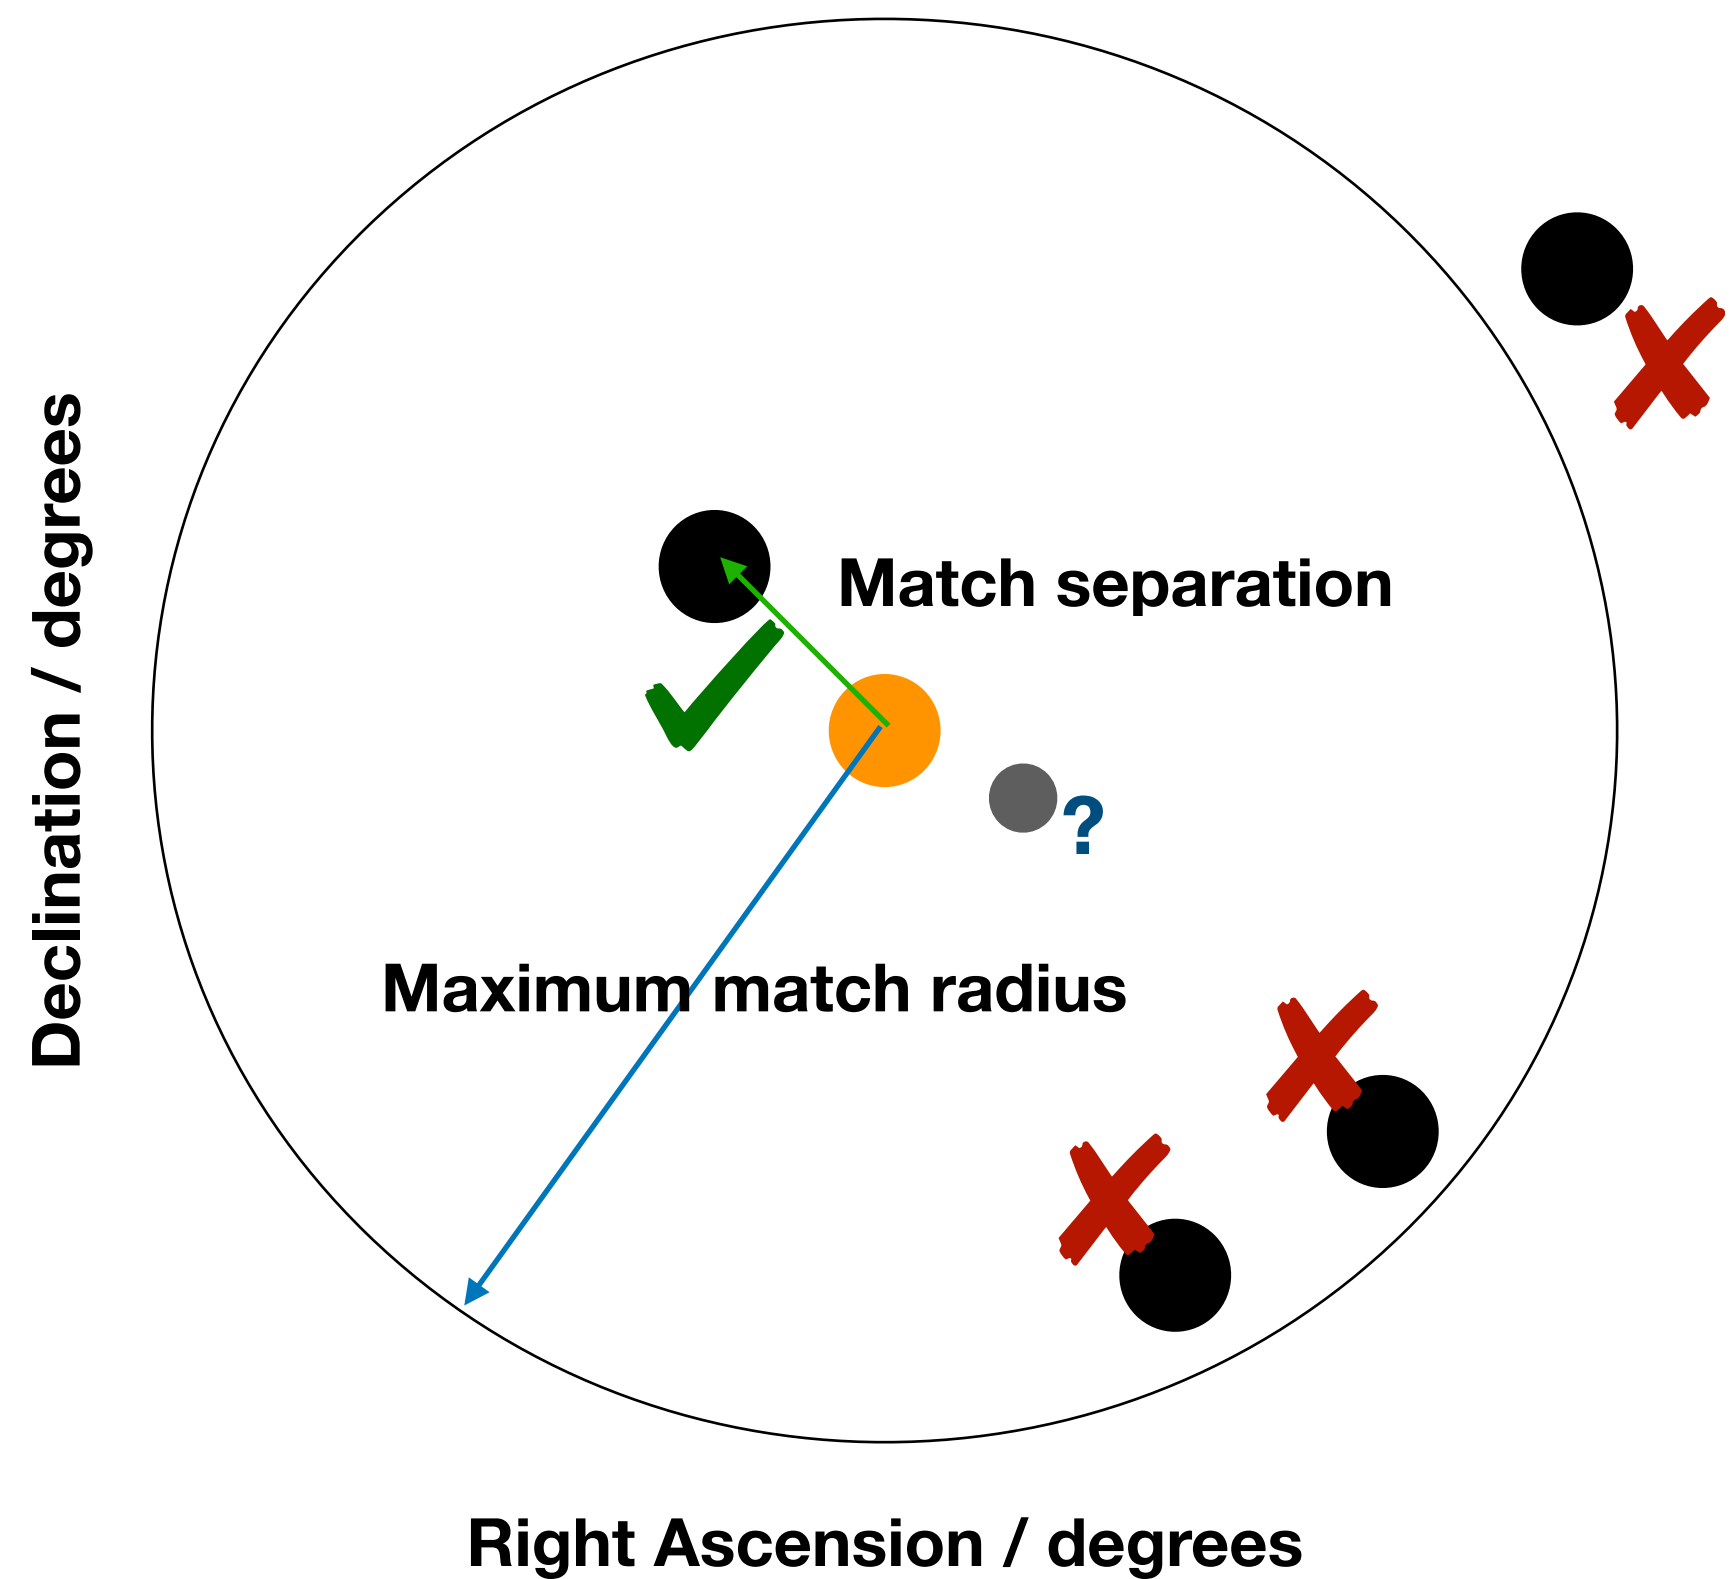 Declination / degrees
Match separation
?
Maximum match radius
Right Ascension / degrees